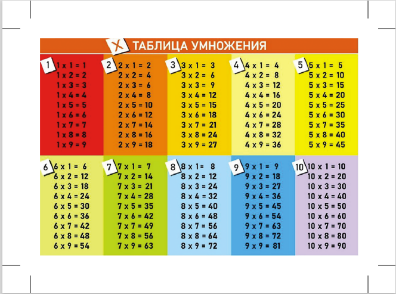 X ТАБЛИЦА УМНОЖЕНИЯ
1
1 x 1 = 1
1 x 2 = 2
1 x 3 = 3
1 x 4 = 4
1 x 5 = 5
1 x 6 = 6
1 x 7 = 7
1 x 8 = 8
1 x 9 = 9
2
2 x 1 = 2
2 x 2 = 4
2 x 3 = 6
2 x 4 = 8
2 x 5 = 10
2 x 6 = 12
2 x 7 = 14
2 x 8 = 16
2 x 9 = 18
3
3 x 1 = 3
3 x 2 = 6
3 x 3 = 9
3 x 4 = 12
3 x 5 = 15
3 x 6 = 18
3 x 7 = 21
3 x 8 = 24
3 x 9 = 27
4
4 x 1 = 4
4 x 2 = 8
4 x 3 = 12
4 x 4 = 16
4 x 5 = 20
4 x 6 = 24
4 x 7 = 28
4 x 8 = 32
4 x 9 = 36
5
5 x 1 = 5
5 x 2 = 10
5 x 3 = 15
5 x 4 = 20
5 x 5 = 25
5 x 6 = 30
5 x 7 = 35
5 x 8 = 40
5 x 9 = 45
6
6 x 1 = 6
6 x 2 = 12
6 x 3 = 18
6 x 4 = 24
6 x 5 = 30
6 x 6 = 36
6 x 7 = 42
6 x 8 = 48
6 x 9 = 54
7
7 x 1 = 7
7 x 2 = 14
7 x 3 = 21
7 x 4 = 28
7 x 5 = 35
7 x 6 = 42
7 x 7 = 49
7 x 8 = 56
7 x 9 = 63
8
8 x 1 = 8
8 x 2 = 12
8 x 3 = 24
8 x 4 = 32
8 x 5 = 40
8 x 6 = 48
8 x 7 = 56
8 x 8 = 64
8 x 9 = 72
9
9 x 1 = 9
9 x 2 = 18
9 x 3 = 27
9 x 4 = 36
9 x 5 = 45
9 x 6 = 54
9 x 7 = 63
9 x 8 = 72
9 x 9 = 81
10
10 x 1 = 10
10 x 2 = 20
10 x 3 = 30
10 x 4 = 40
10 x 5 = 50
10 x 6 = 60
10 x 7 = 70
10 x 8 = 80
10 x 9 = 90